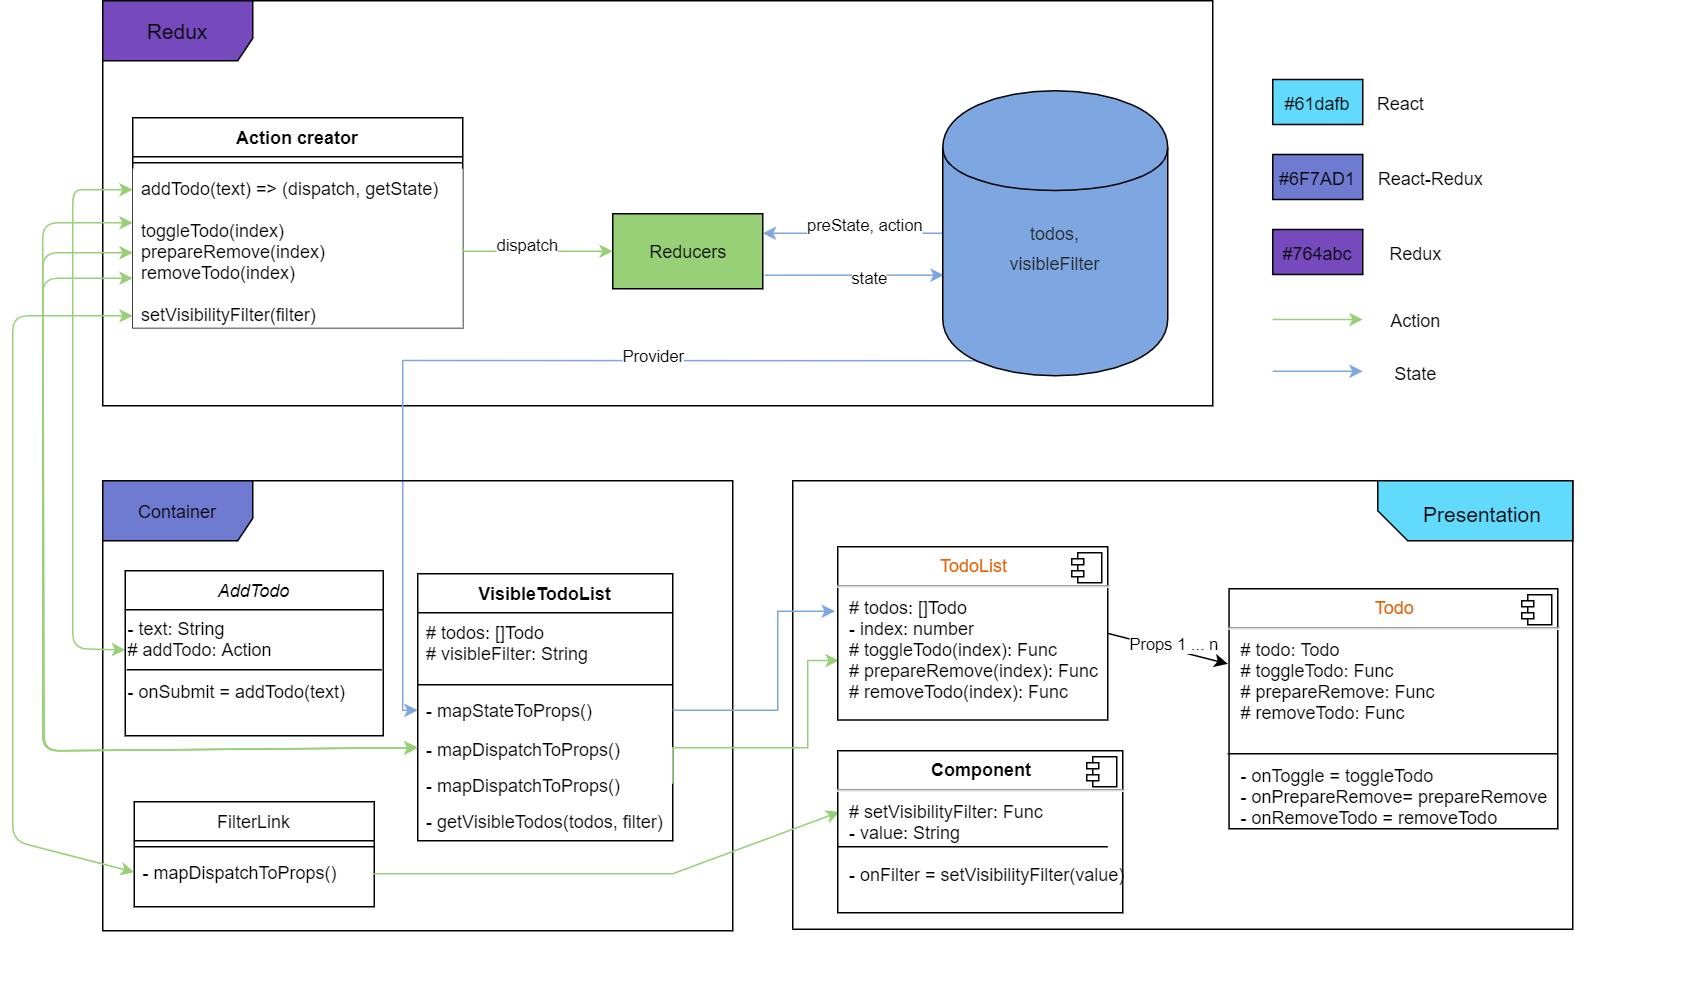 Redux
Action creator
addTodo(text) => (dispatch, getState)
toggleTodo(index)
prepareRemove(index)
removeTodo(index)
setVisibilityFilter(filter)
dispatch
Reducers
preState, action
state
todos,
visibleFilter
Provider
#61dafb
React
#6F7AD1
React-Redux
#764abc
Redux
Action
State
Container
AddTodo
- text: String
# addTodo: Action
- onSubmit = addTodo(text)
VisibleTodoList
# todos: []Todo
# visibleFilter: String
- mapStateToProps()
- mapDispatchToProps()
- mapDispatchToProps()
- getVisibleTodos(todos, filter)
FilterLink
- mapDispatchToProps()
Presentation
TodoList
# todos: []Todo
- index: number
# toggleTodo(index): Func
# prepareRemove(index): Func
# removeTodo(index): Func
Props 1 ... n
Todo
# todo: Todo
# toggleTodo: Func
# prepareRemove: Func
# removeTodo: Func
- onToggle = toggleTodo
- onPrepareRemove= prepareRemove
- onRemoveTodo = removeTodo
Component
# setVisibilityFilter: Func
- value: String
- onFilter = setVisibilityFilter(value)